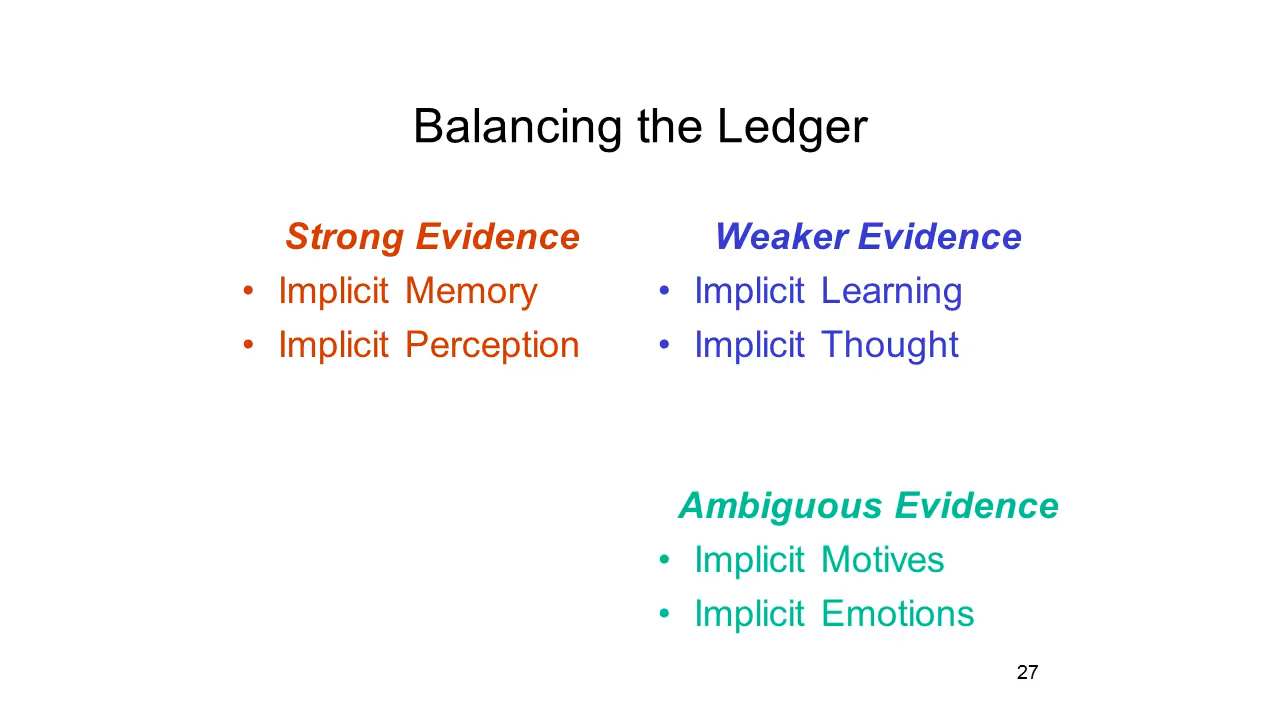 Balancing the Ledger
Strong Evidence
• Implicit Memory
• Implicit Perception
Weaker Evidence
• Implicit Learning
• Implicit Thought
Ambiguous Evidence
• Implicit Motives
• Implicit Emotions
27